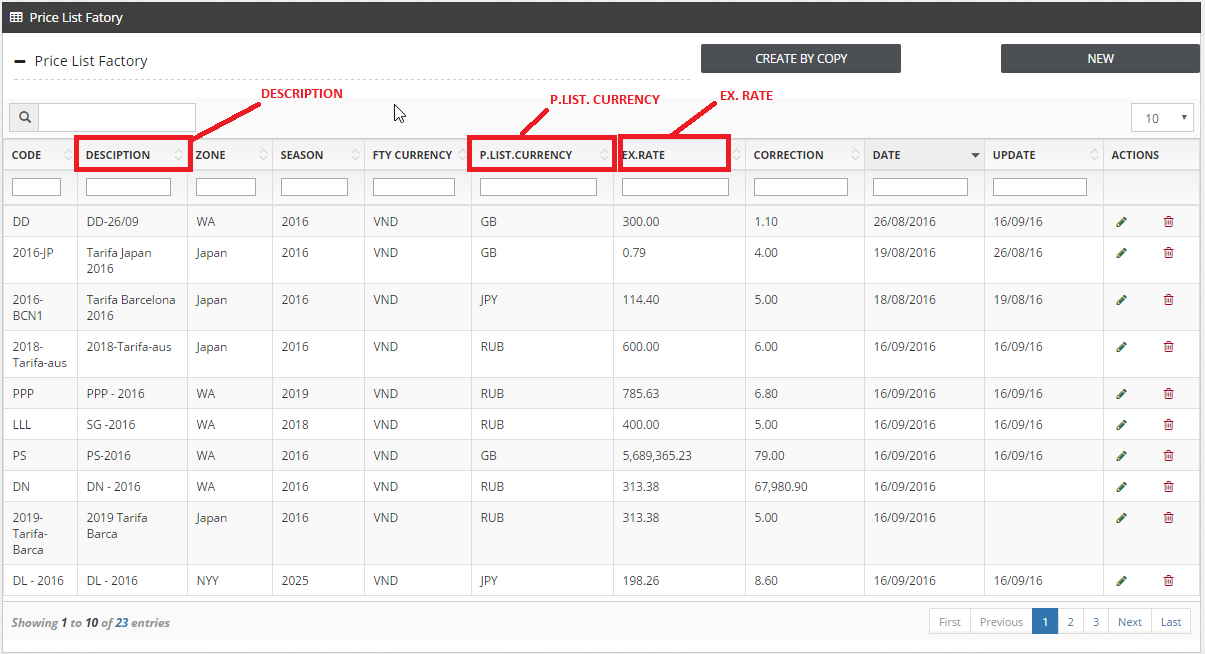 Price List Fatory
Price List Factory
CREATE BY COPY
NEW
DESCRIPTION
P.LIST. CURRENCY
EX. RATE
10
CODE DESCIPTION ZONE SEASON FTY CURRENCY P.LIST.CURRENCY EX.RATE CORRECTION DATE UPDATE ACTIONS
DD DD-26/09 WA 2016 VND GB 300.00 1.10 26/08/2016 16/09/16
2016-JP Tarifa Japan Japan 2016 VND GB 0.79 4.00 19/08/2016 26/08/16
2016
2016- Tarifa Barcelona Japan 2016 VND JPY 114.40 5.00 18/08/2016 19/08/16
BCN1 2016
2018- 2018-Tarifa-aus Japan 2016 VND RUB 600.00 6.00 16/09/2016 16/09/16
Tarifa-aus
PPP PPP - 2016 WA 2019 VND RUB 785.63 6.80 16/09/2016 16/09/16
LLL SG -2016 WA 2018 VND RUB 400.00 5.00 16/09/2016 16/09/16
PS PS-2016 WA 2016 VND GB 5,689,365.23 79.00 16/09/2016 16/09/16
DN DN - 2016 WA 2016 VND RUB 313.38 67,980.90 16/09/2016
2019- 2019 Tarifa Japan 2016 VND RUB 313.38 5.00 16/09/2016
Tarifa- Barca
Barca
DL - 2016 DL - 2016 NYY 2025 VND JPY 198.26 8.60 16/09/2016 16/09/16
Showing 1 to 10 of 23 entries
First Previous 1 2 3 Next Last